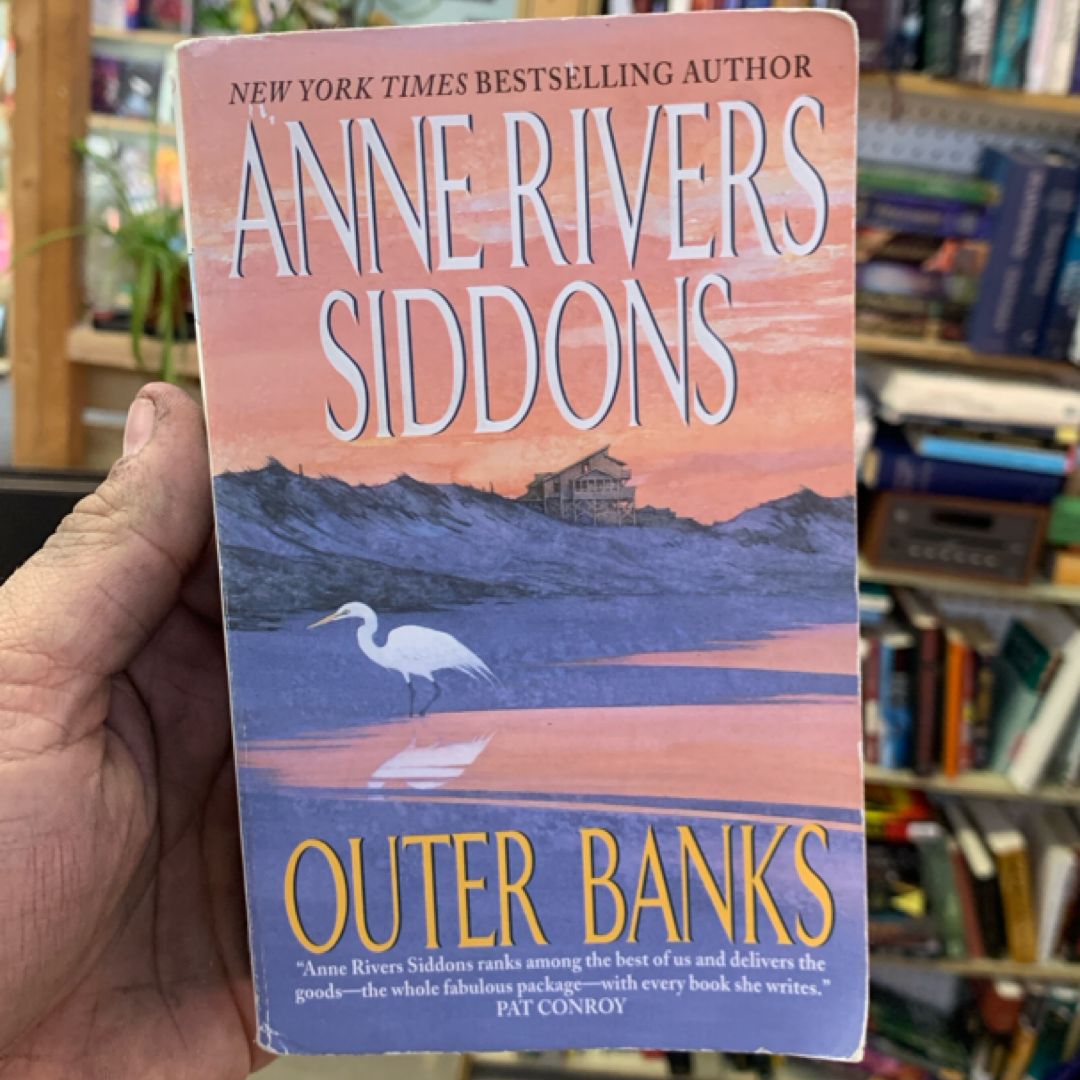 NEW YORK TIMES BESTSELLING AUTHOR
ANNE RIVERS
SIDDONS
OUTER BANKS
“Anne Rivers Siddons ranks among the best of us and delivers the
goods—the whole fabulous package—with every book she writes.”
PAT CONROY